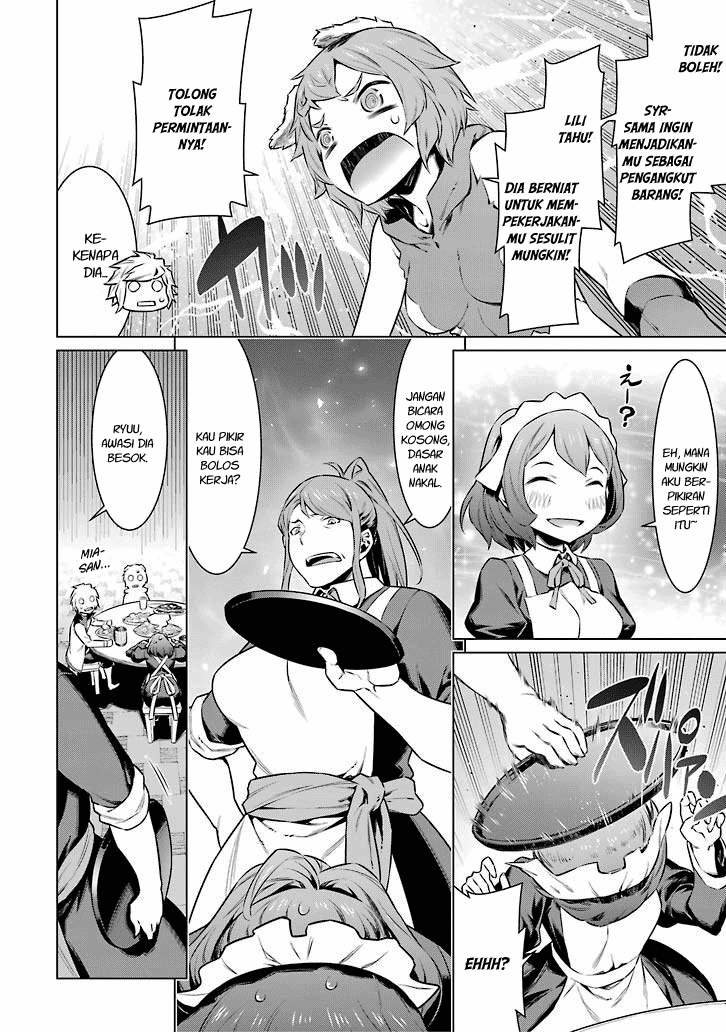 TIDAK
BOLEH!
SYR-
SAMA INGIN
MENJADIKAN-
MU SEBAGAI
PENGANGKUT
BARANG!
LILI
TAHU!
DIA BERNIAT
UNTUK MEM-
PEKERJAKAN-
MU SESULIT
MUNGKIN!
TOLONG
TOLAK
PERMINTAAN-
NYA!
KE-
KENAPA
DIA...
えー?
EH, MANA
MUNGKIN
AKU BER-
PIKIRAN
SEPERTI
ITU~
EHHH?
JANGAN
BICARA
OMONG
KOSONG,
DASAR
ANAK
NAKAL.
KAU PIKIR
KAU BISA
BOLOS
KERJA?
RYUU,
AWASI DIA
BESOK.
MIA-
SAN...